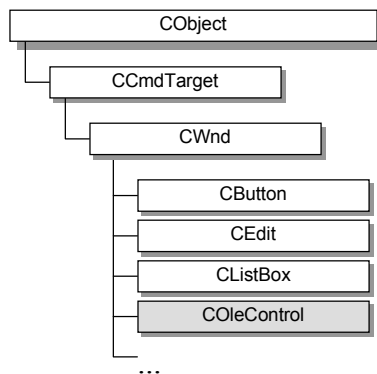 CObject
CCmdTarget
CWnd
CButton
CEdit
CListBox
COleControl
...